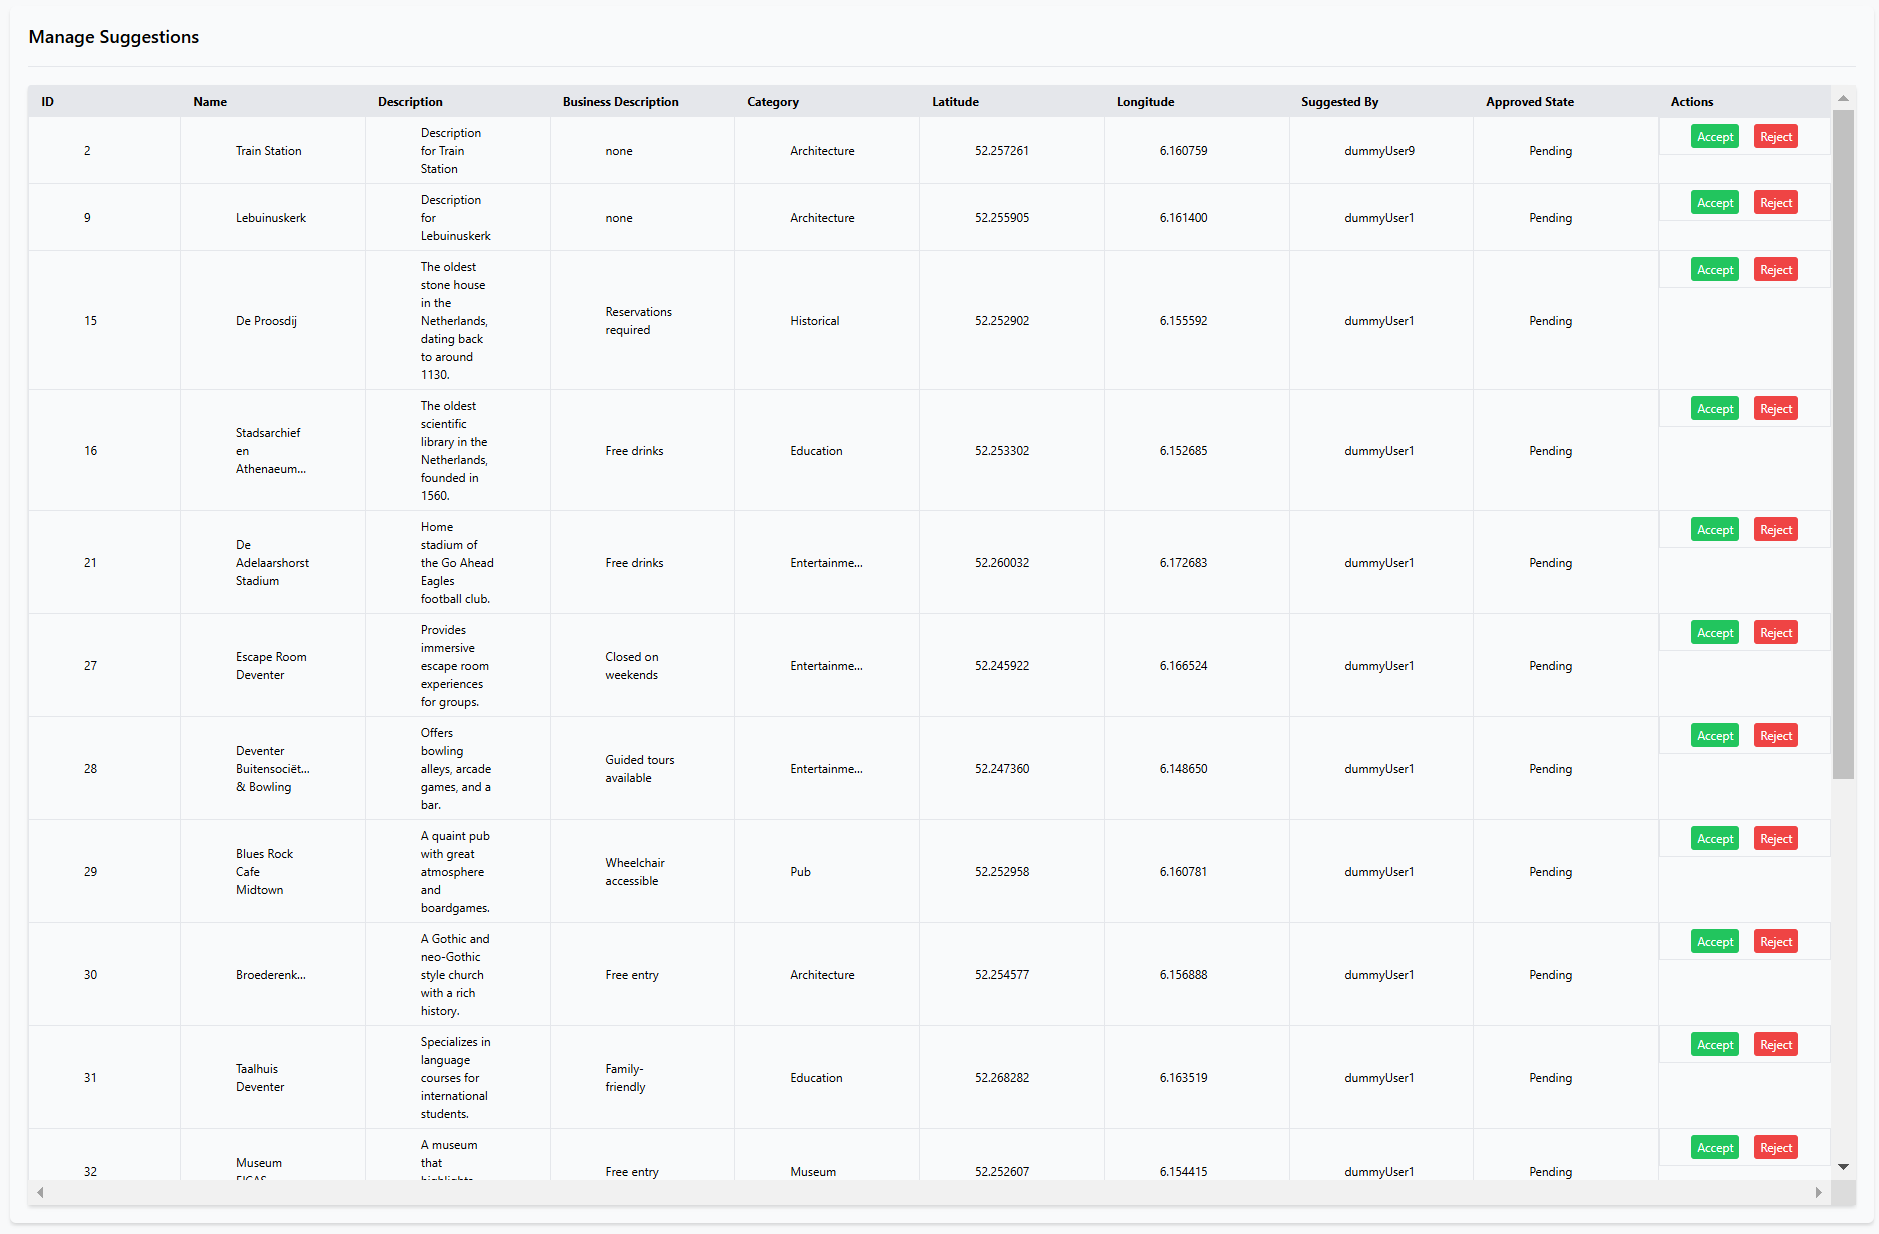 Manage Suggestions
ID Name Description Business Description Category Latitude Longitude Suggested By Approved State Actions
2 Train Station Description for Train Station none Architecture 52.257261 6.160759 dummyUser9 Pending Accept Reject
9 Lebuinuskerk Description for Lebuinuskerk none Architecture 52.255905 6.161400 dummyUser1 Pending Accept Reject
15 De Proosdij The oldest stone house in the Netherlands, dating back to around 1130. Reservations required Historical 52.252902 6.155592 dummyUser1 Pending Accept Reject
16 Stadsarchief en Athenaeum... The oldest scientific library in the Netherlands, founded in 1560. Free drinks Education 52.253302 6.152685 dummyUser1 Pending Accept Reject
21 De Adelaarshorst Stadium Home stadium of the Go Ahead Eagles football club. Free drinks Entertainme... 52.260032 6.172683 dummyUser1 Pending Accept Reject
27 Escape Room Deventer Provides immersive escape room experiences for groups. Closed on weekends Entertainme... 52.245922 6.166524 dummyUser1 Pending Accept Reject
28 Deventer Buitensociët... & Bowling Offers bowling alleys, arcade games, and a bar. Guided tours available Entertainme... 52.247360 6.148650 dummyUser1 Pending Accept Reject
29 Blues Rock Cafe Midtown A quaint pub with great atmosphere and boardgames. Wheelchair accessible Pub 52.252958 6.160781 dummyUser1 Pending Accept Reject
30 Broederenk... A Gothic and neo-Gothic style church with a rich history. Free entry Architecture 52.254577 6.156888 dummyUser1 Pending Accept Reject
31 Taalhuis Deventer Specializes in language courses for international students. Family-friendly Education 52.268282 6.163519 dummyUser1 Pending Accept Reject
32 Museum A museum that Free entry Museum 52.252607 6.154415 dummyUser1 Pending Accept Reject